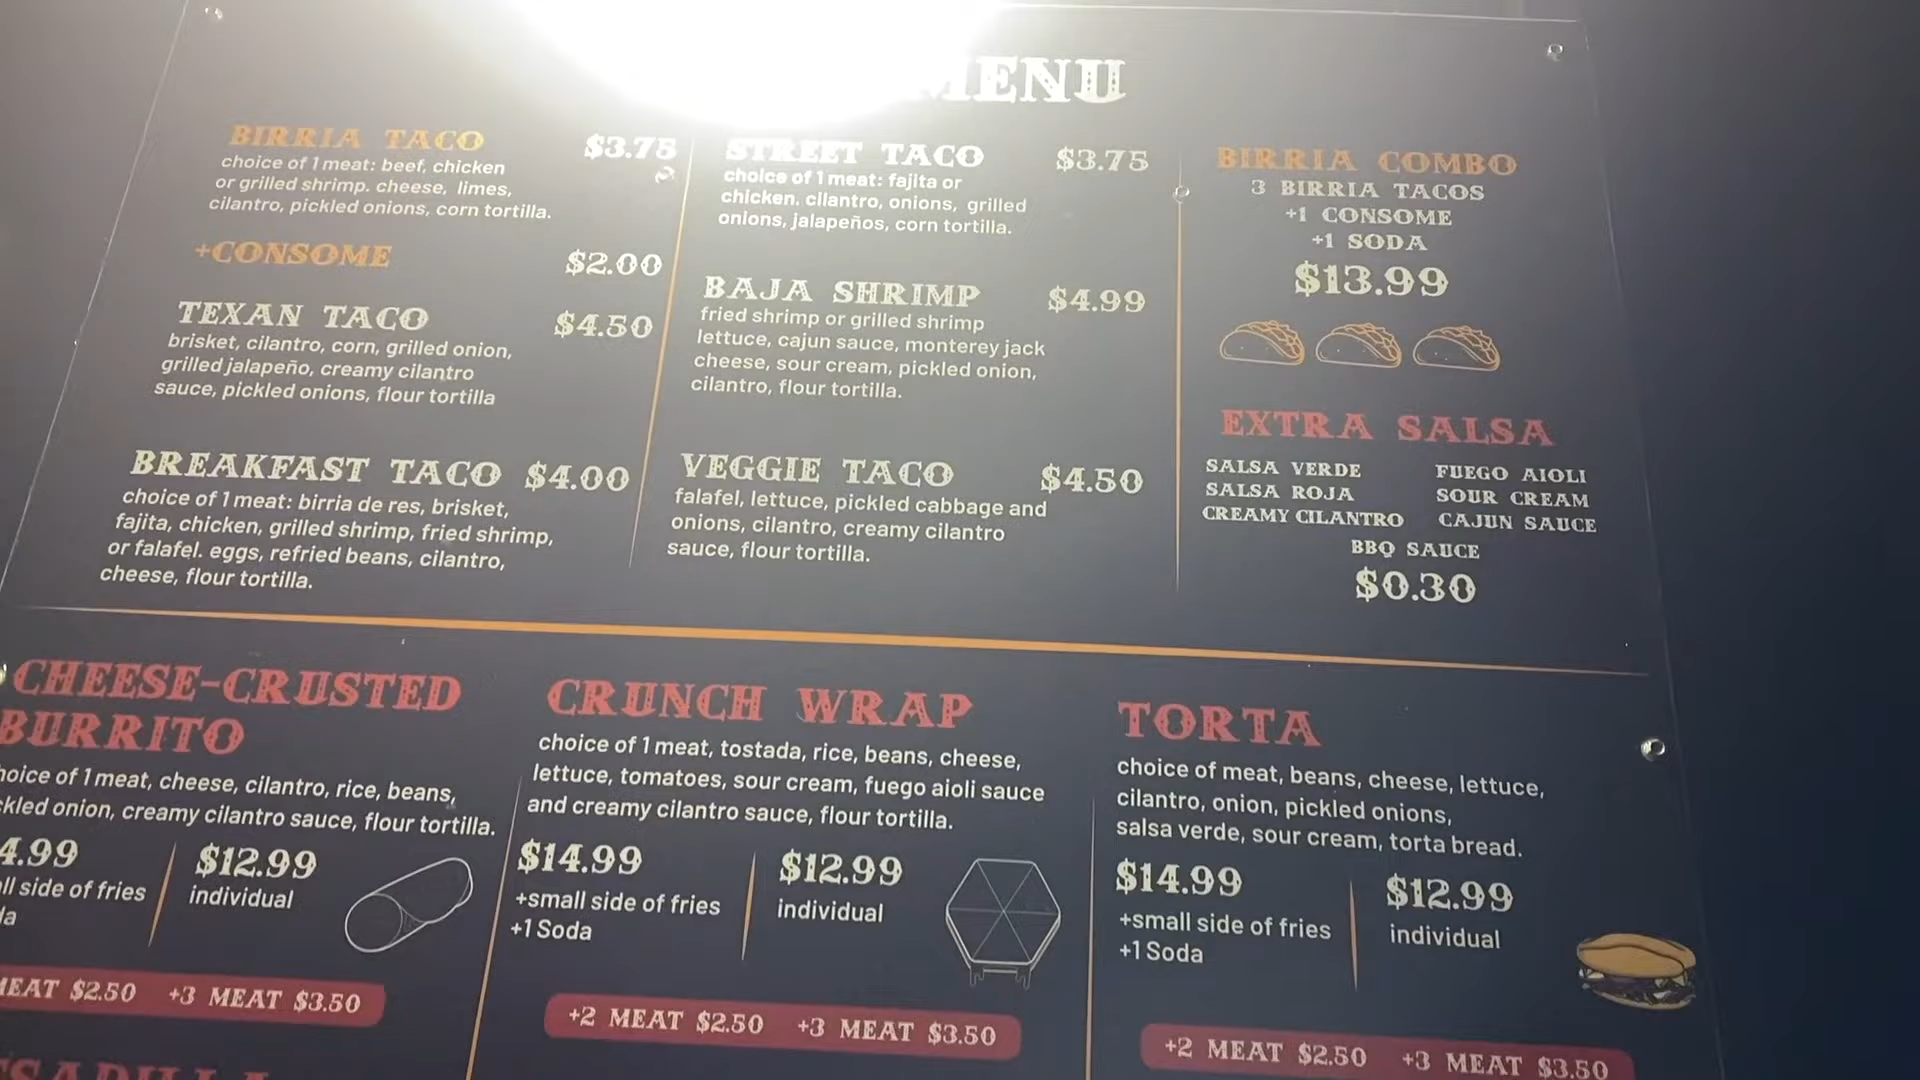 MENU
BIRRIA TACO $3.75
choice of 1 meat: beef, chicken
or grilled shrimp. cheese, limes,
cilantro, pickled onions, corn tortilla.
+CONSOME $2.00
TEXAN TACO $4.50
brisket, cilantro, corn, grilled onion,
grilled jalapeño, creamy cilantro
sauce, pickled onions, flour tortilla
BREAKFAST TACO $4.00
choice of 1 meat: birria de res, brisket,
fajita, chicken, grilled shrimp, fried shrimp,
or falafel. eggs, refried beans, cilantro,
cheese, flour tortilla.
STREET TACO $3.75
choice of 1 meat: fajita or
chicken. cilantro, onions, grilled
onions, jalapeños, corn tortilla.
BAJA SHRIMP $4.99
fried shrimp or grilled shrimp
lettuce, cajun sauce, monterey jack
cheese, sour cream, pickled onion,
cilantro, flour tortilla.
VEGGIE TACO $4.50
falafel, lettuce, pickled cabbage and
onions, cilantro, creamy cilantro
sauce, flour tortilla.
BIRRIA COMBO
3 BIRRIA TACOS
+1 CONSOME
+1 SODA
$13.99
EXTRA SALSA
SALSA VERDE FUEGO AIOLI
SALSA ROJA SOUR CREAM
CREAMY CILANTRO CAJUN SAUCE
BBQ SAUCE
$0.30
CHEESE-CRUSTED
BURRITO
of 1 meat, cheese, cilantro, rice, beans,
onion, creamy cilantro sauce, flour tortilla.
4.99 $12.99
side of fries individual
MEAT $2.50 +3 MEAT $3.50
CRUNCH WRAP
choice of 1 meat, tostada, rice, beans, cheese,
lettuce, tomatoes, sour cream, fuego aioli sauce
and creamy cilantro sauce, flour tortilla.
$14.99 $12.99
+small side of fries individual
+1 Soda
+2 MEAT $2.50 +3 MEAT $3.50
TORTA
choice of meat, beans, cheese, lettuce,
cilantro, onion, pickled onions,
salsa verde, sour cream, torta bread.
$14.99 $12.99
+small side of fries individual
+1 Soda
+2 MEAT $2.50 +3 MEAT $3.50